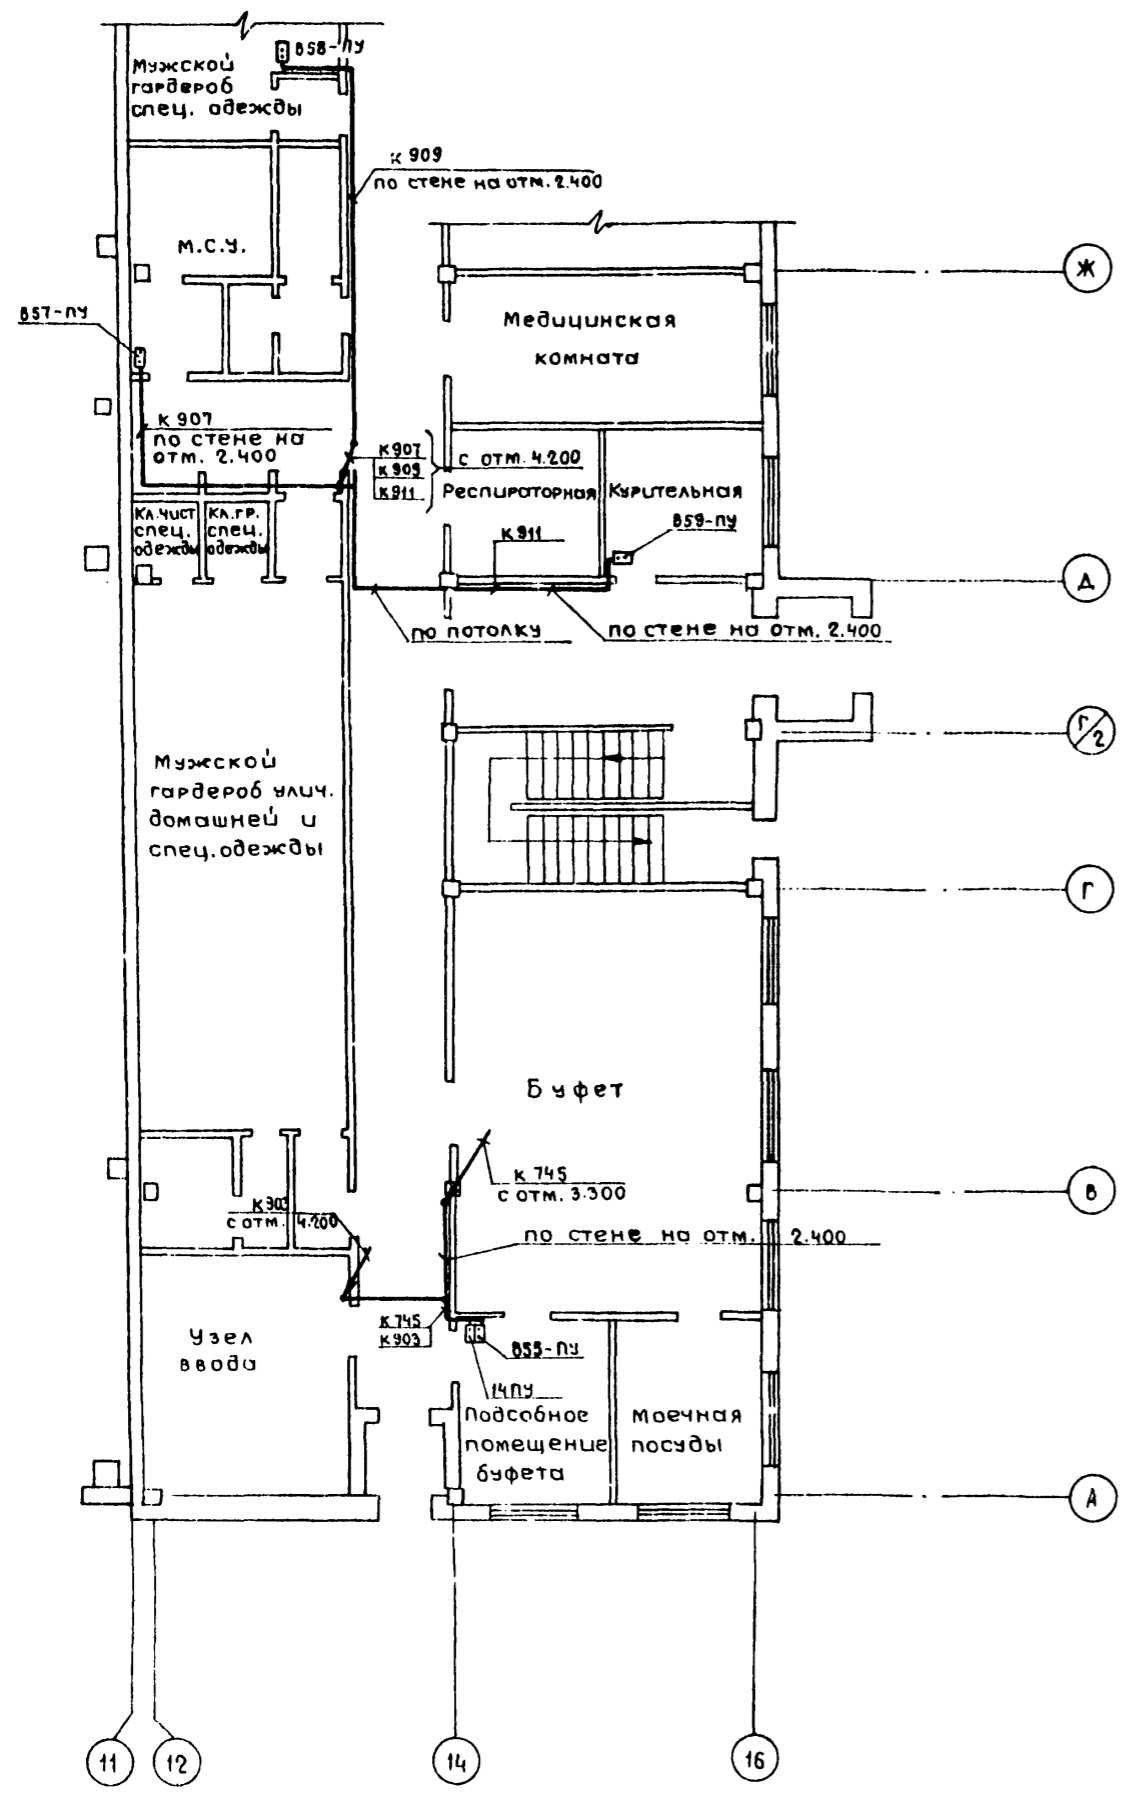 В58-ПУ
Мужской
гардероб
спец. одежды
К 909
по стене на отм. 2.400
М.С.У.
Ж
В57-ПУ
Медицинская
комната
К 907
по стене на
отм. 2.400
К907
К909
К911
с отм. 4.200
Респираторная
Курительная
Кл.чист
спец.
одежды
Кл.гр.
спец.
одежды
К911
В59-ПУ
Д
по потолку
по стене на отм. 2.400
Г/2
Мужской
гардероб улич.
домашней и
спец.одежды
Г
Буфет
К 745
с отм. 3.300
В
К903
с отм. 4.200
по стене на отм. 2.400
К745
К903
Узел
ввода
В55-ПУ
14ПУ
Подсобное
помещение
буфета
Моечная
посуды
А
11
12
14
16